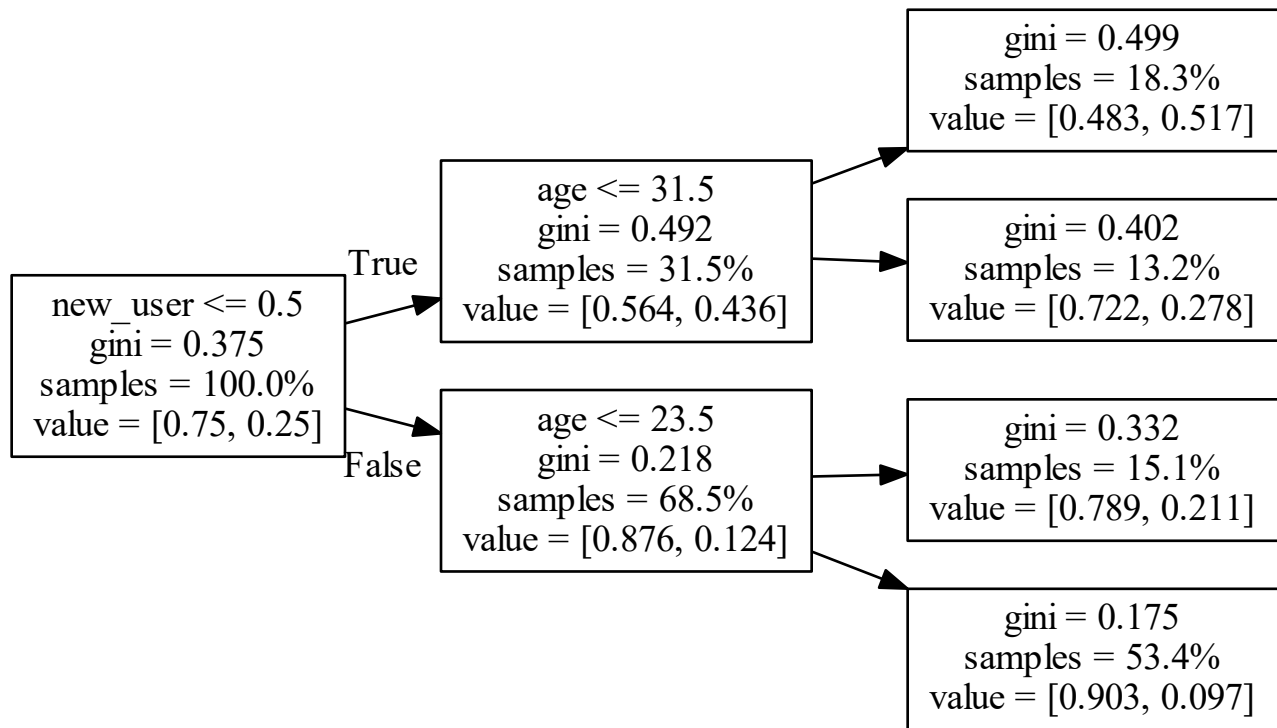 new_user <= 0.5
gini = 0.375
samples = 100.0%
value = [0.75, 0.25]
True
False
age <= 31.5
gini = 0.492
samples = 31.5%
value = [0.564, 0.436]
age <= 23.5
gini = 0.218
samples = 68.5%
value = [0.876, 0.124]
gini = 0.499
samples = 18.3%
value = [0.483, 0.517]
gini = 0.402
samples = 13.2%
value = [0.722, 0.278]
gini = 0.332
samples = 15.1%
value = [0.789, 0.211]
gini = 0.175
samples = 53.4%
value = [0.903, 0.097]